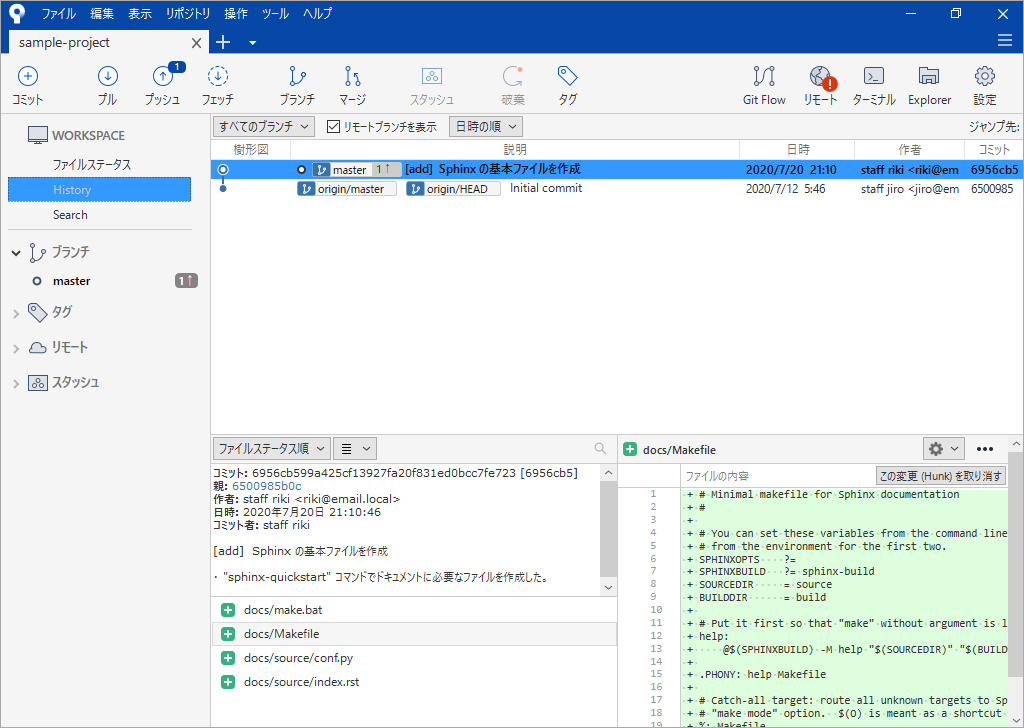 ファイル 編集 表示 リポジトリ 操作 ツール ヘルプ
sample-project
コミット プル 1 プッシュ フェッチ ブランチ マージ スタッシュ 破棄 タグ Git Flow リモート ターミナル Explorer 設定
WORKSPACE
ファイルステータス
History
Search
ブランチ
master 1↑
タグ
リモート
スタッシュ
すべてのブランチ リモートブランチを表示 日時の順 ジャンプ先:
樹形図 説明 日時 作者 コミット
master 1↑ [add] Sphinx の基本ファイルを作成 2020/7/20 21:10 staff riki <riki@em 6956cb5
origin/master origin/HEAD Initial commit 2020/7/12 5:46 staff jiro <jiro@em 6500985
ファイルステータス順
コミット: 6956cb599a425cf13927fa20f831ed0bcc7fe723 [6956cb5]
親: 6500985b0c
作者: staff riki <riki@email.local>
日時: 2020年7月20日 21:10:46
コミット者: staff riki
[add] Sphinx の基本ファイルを作成
・ "sphinx-quickstart" コマンドでドキュメントに必要なファイルを作成した。
docs/make.bat
docs/Makefile
docs/source/conf.py
docs/source/index.rst
docs/Makefile
ファイルの内容 この変更 (Hunk) を取り消す
1 + # Minimal makefile for Sphinx documentation
2 + #
3 +
4 + # You can set these variables from the command line
5 + # from the environment for the first two.
6 + SPHINXOPTS ?=
7 + SPHINXBUILD ?= sphinx-build
8 + SOURCEDIR = source
9 + BUILDDIR = build
10 +
11 + # Put it first so that "make" without argument is l
12 + help:
13 + @$(SPHINXBUILD) -M help "$(SOURCEDIR)" "$(BUILD
14 +
15 + .PHONY: help Makefile
16 +
17 + # Catch-all target: route all unknown targets to Sp
18 + # "make mode" option. $(O) is meant as a shortcut
19 + %: Makefile